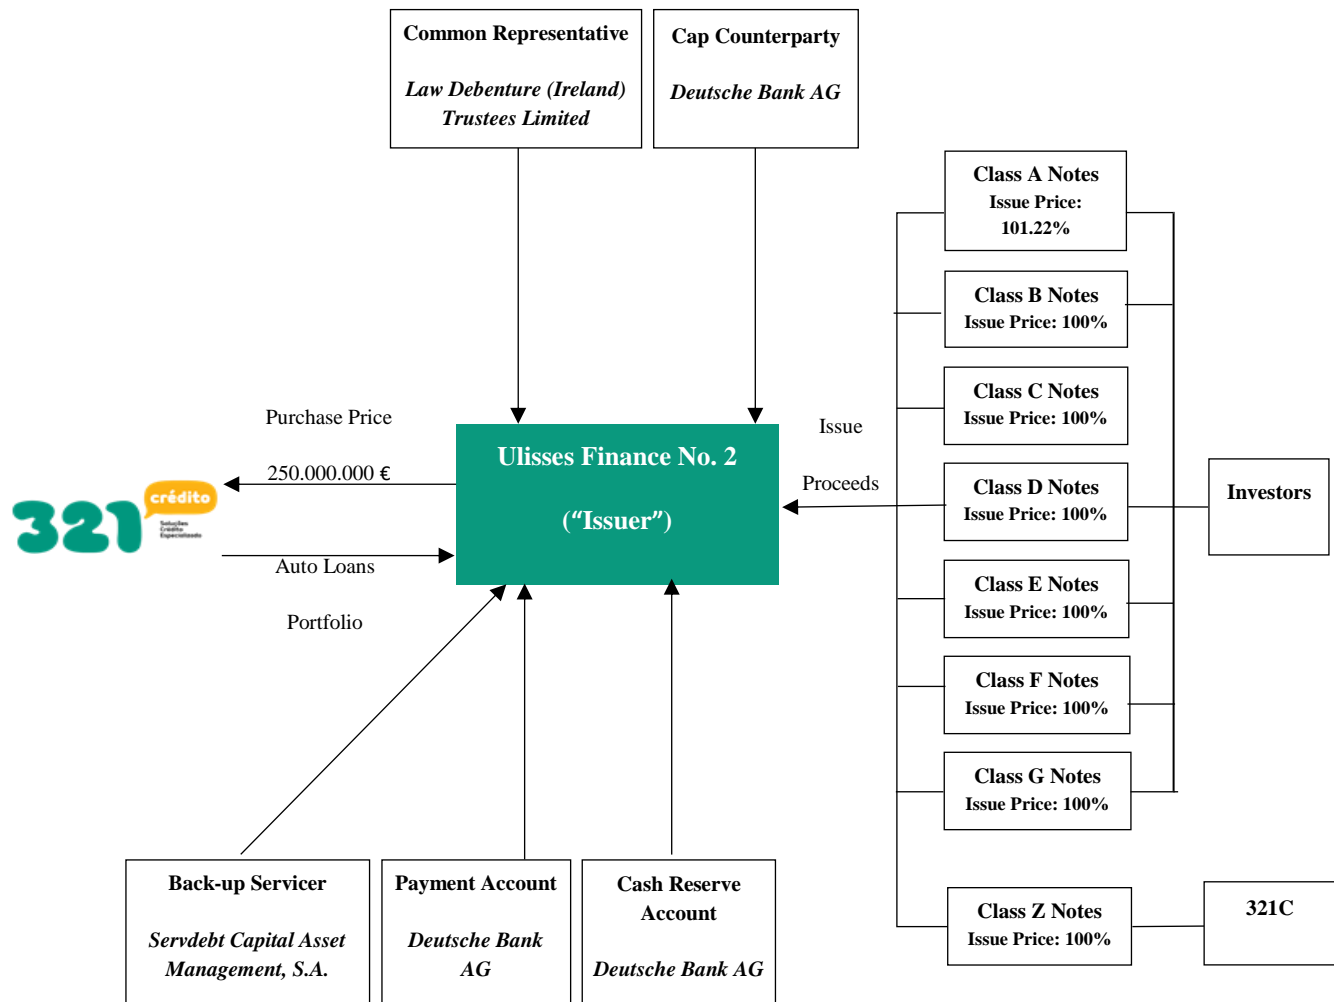 Common Representative
Law Debenture (Ireland)
Trustees Limited
Cap Counterparty
Deutsche Bank AG
Class A Notes
Issue Price:
101.22%
Class B Notes
Issue Price: 100%
Class C Notes
Issue Price: 100%
Class D Notes
Issue Price: 100%
Class E Notes
Issue Price: 100%
Class F Notes
Issue Price: 100%
Class G Notes
Issue Price: 100%
Class Z Notes
Issue Price: 100%
Investors
321C
Issue
Proceeds
Ulisses Finance No. 2
(“Issuer”)
Purchase Price
250.000.000 €
321 crédito
Soluções
Crédito
Especializado
Auto Loans
Portfolio
Back-up Servicer
Servdebt Capital Asset
Management, S.A.
Payment Account
Deutsche Bank
AG
Cash Reserve
Account
Deutsche Bank AG